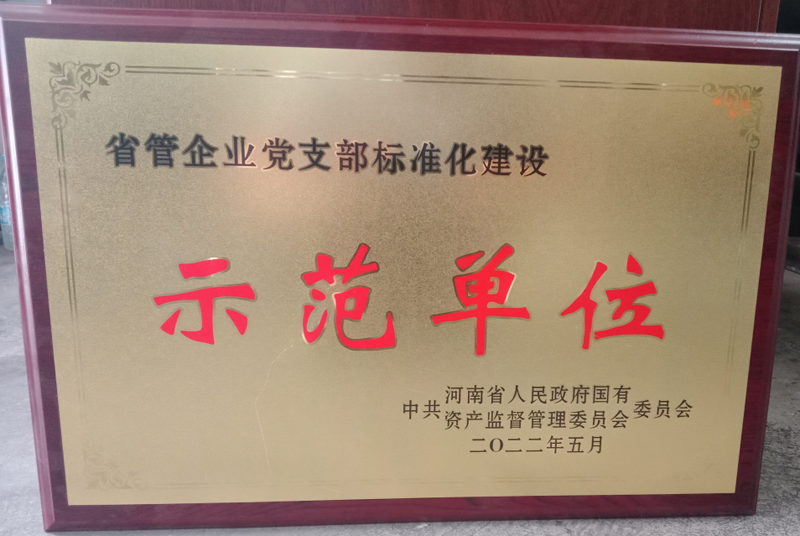 省管企业党支部标准化建设
示范单位
中共河南省人民政府国有
资产监督管理委员会委员会
二〇二二年五月